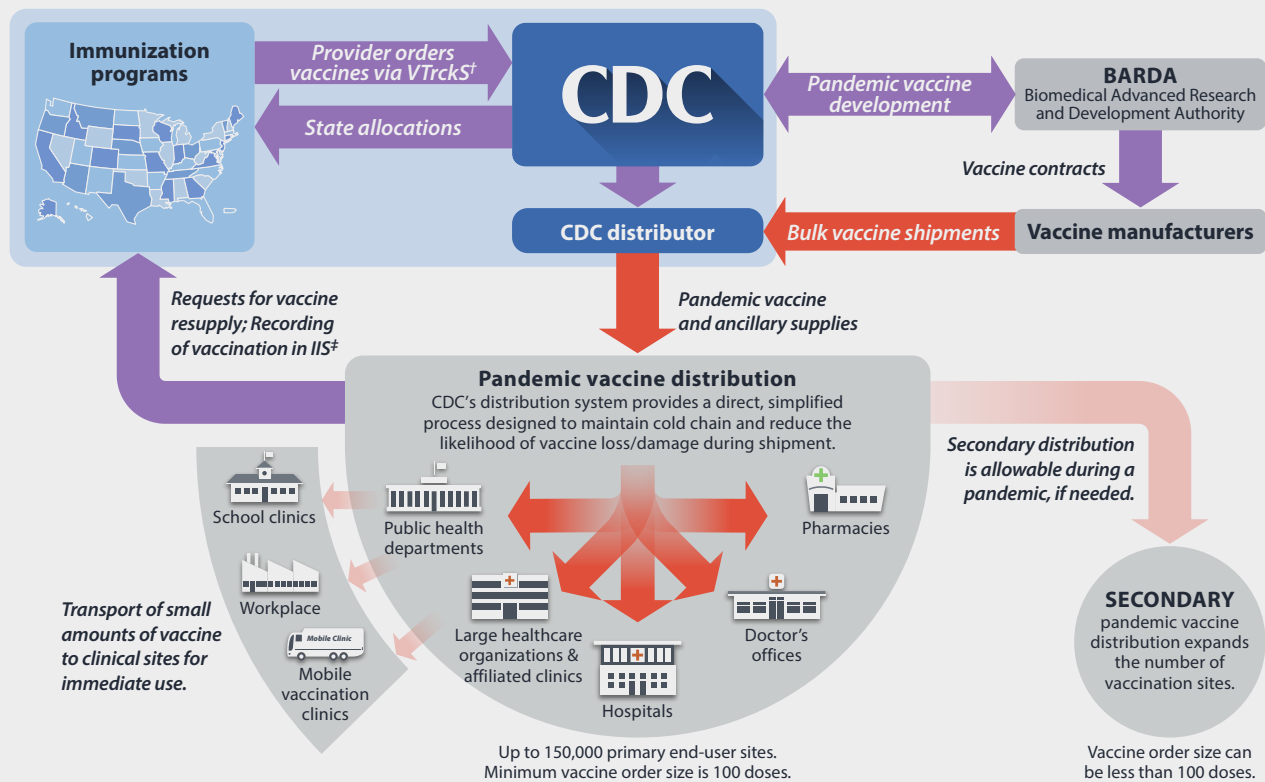 Immunization
programs
Provider orders
vaccines via VTrckS†
State allocations
CDC
Pandemic vaccine
development
BARDA
Biomedical Advanced Research
and Development Authority
Vaccine contracts
CDC distributor
Bulk vaccine shipments
Vaccine manufacturers
Requests for vaccine
resupply; Recording
of vaccination in IIS‡
Pandemic vaccine
and ancillary supplies
Pandemic vaccine distribution
CDC’s distribution system provides a direct, simplified
process designed to maintain cold chain and reduce the
likelihood of vaccine loss/damage during shipment.
Secondary distribution
is allowable during a
pandemic, if needed.
School clinics
Public health
departments
Pharmacies
Workplace
Transport of small
amounts of vaccine
to clinical sites for
immediate use.
Mobile Clinic
Mobile
vaccination
clinics
Large healthcare
organizations &
affiliated clinics
Hospitals
Doctor’s
offices
SECONDARY
pandemic vaccine
distribution expands
the number of
vaccination sites.
Up to 150,000 primary end-user sites.
Minimum vaccine order size is 100 doses.
Vaccine order size can
be less than 100 doses.